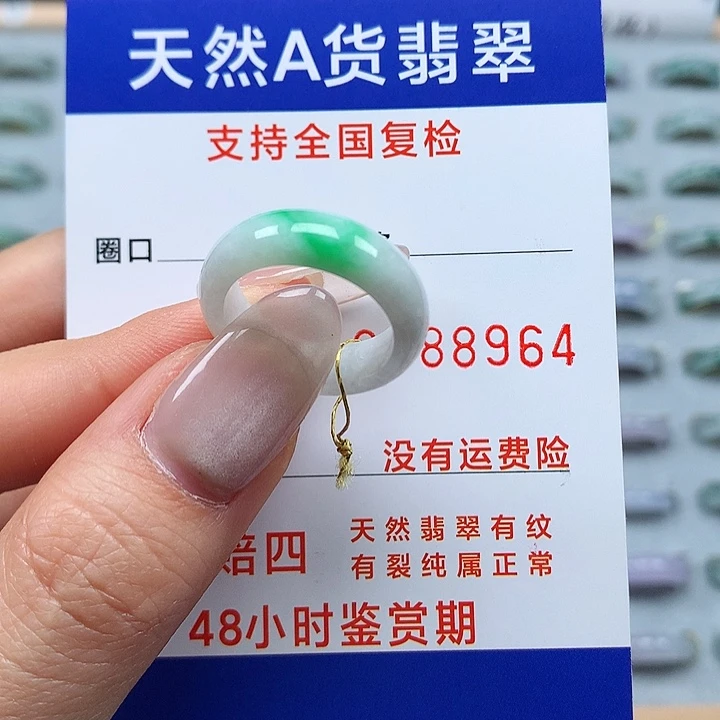 天然A货翡翠
支持全国复检
圈口
88964
没有运费险
赔四 天然翡翠有纹
有裂纯属正常
48小时鉴赏期